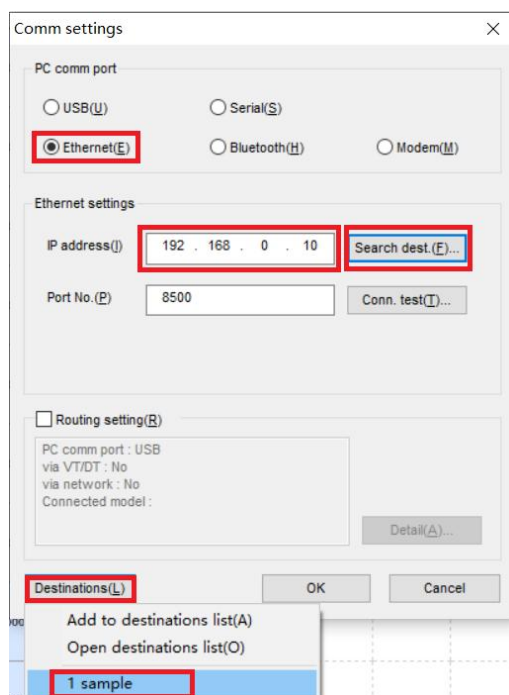 Comm settings
PC comm port
USB(U) Serial(S)
Ethernet(E) Bluetooth(H) Modem(M)
Ethernet settings
IP address(I) 192 . 168 . 0 . 10 Search dest.(F)...
Port No.(P) 8500 Conn. test(T)...
Routing setting(R)
PC comm port : USB
via VT/DT : No
via network : No
Connected model :
Detail(A)...
Destinations(L) OK Cancel
Add to destinations list(A)
Open destinations list(O)
1 sample